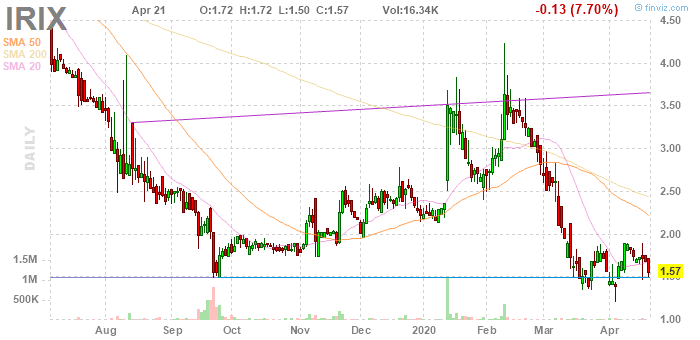 IRIX Apr 21 O:1.72 H:1.72 L:1.50 C:1.57 Vol:16.34K -0.13 (7.70%) © finviz.com
SMA 50
SMA 200
SMA 20
DAILY
4.50
4.00
3.50
3.00
2.50
2.00
1.57
1.00
1.5M
1M
500K
Aug Sep Oct Nov Dec 2020 Feb Mar Apr